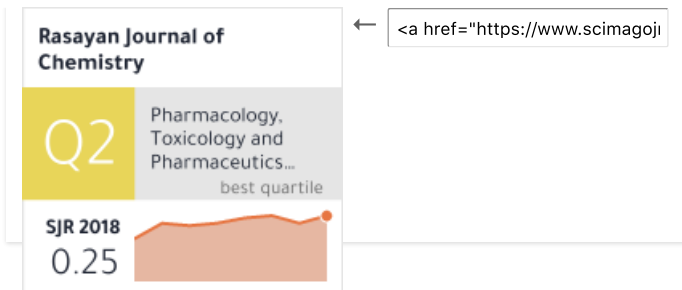 Rasayan Journal of
Chemistry
<a href="https://www.scimagoj
Q2
Pharmacology,
Toxicology and
Pharmaceutics...
best quartile
SJR 2018
0.25